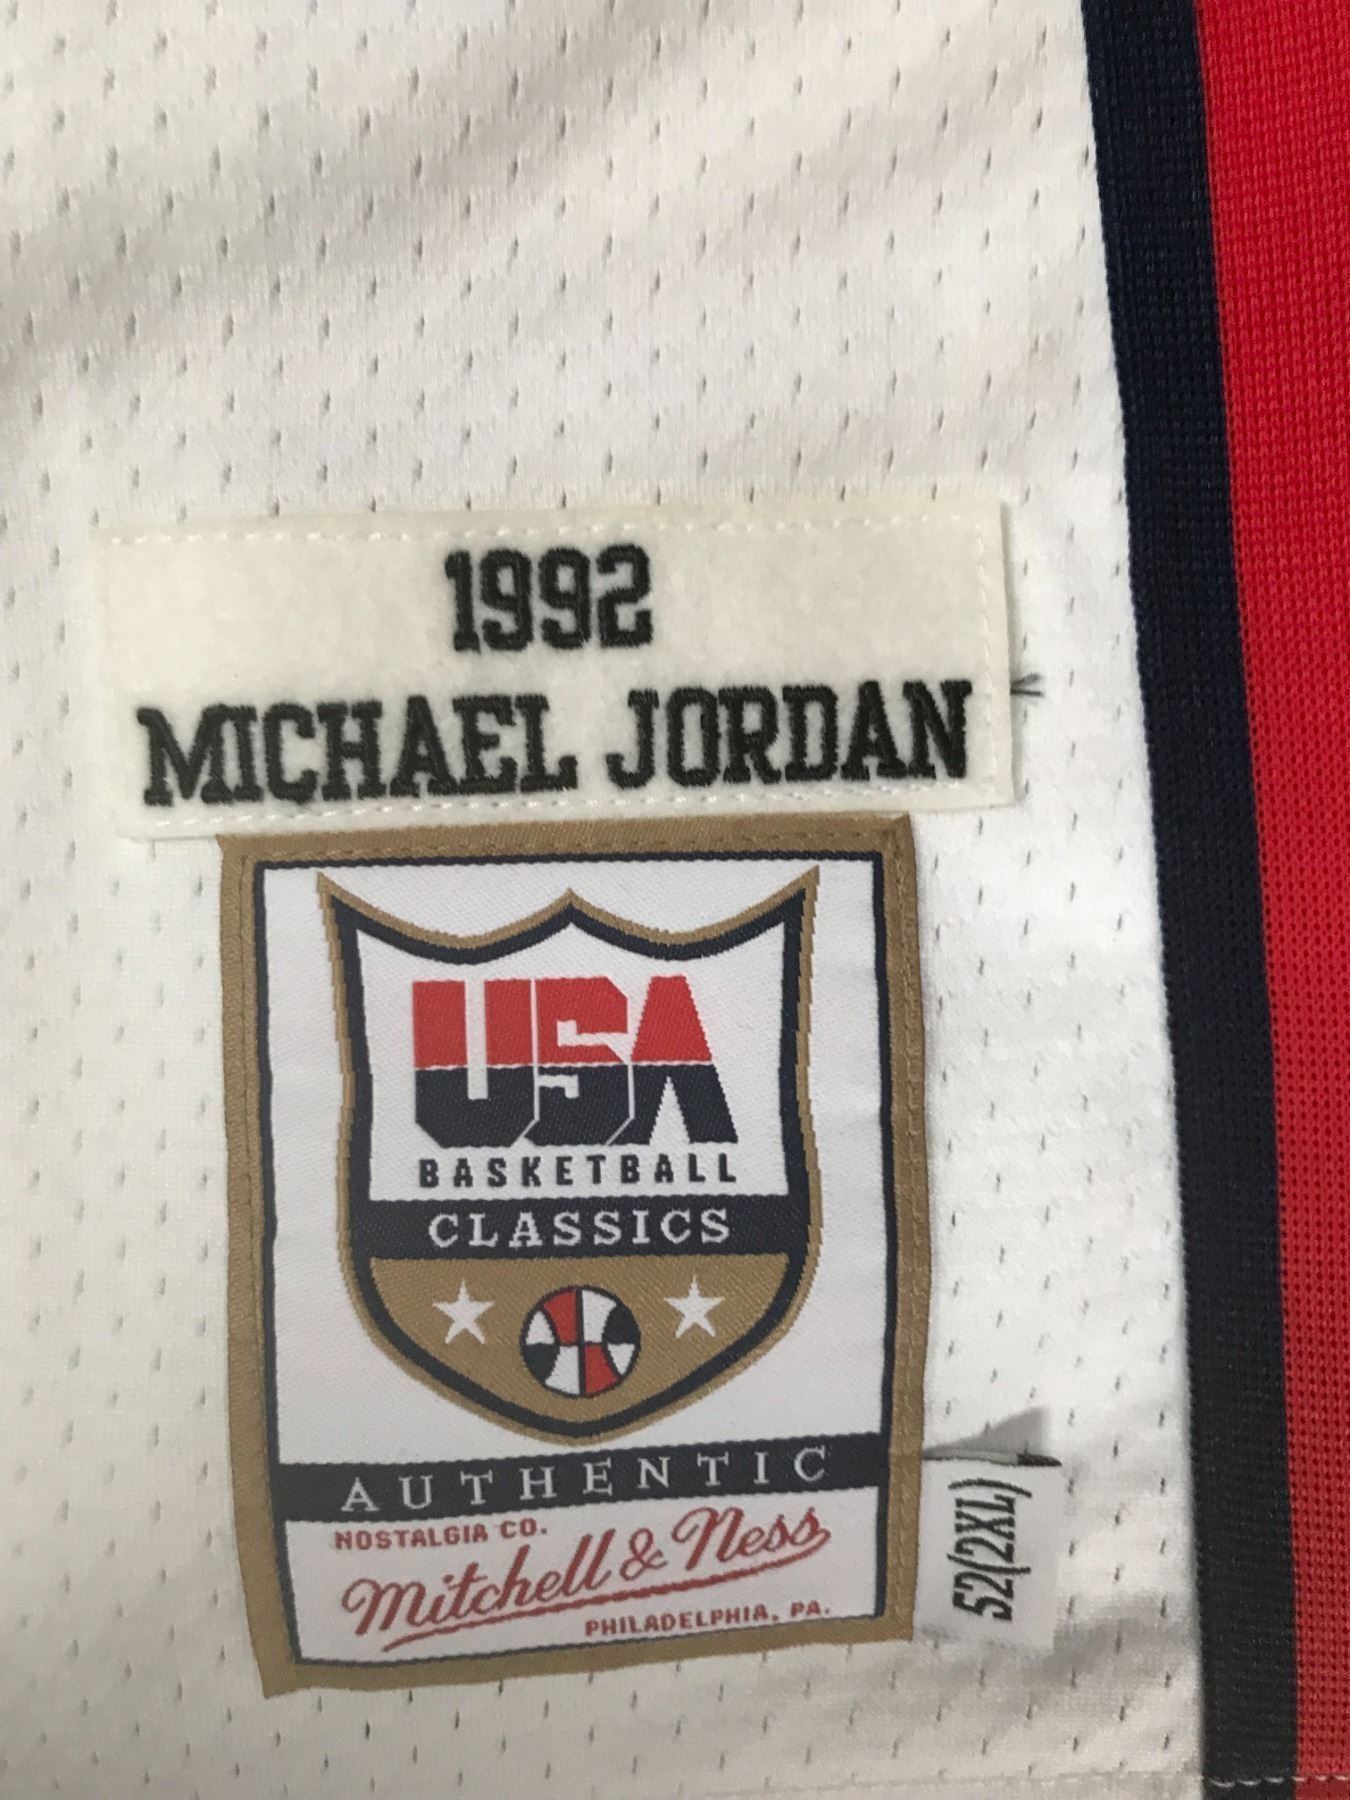 1992
MICHAEL JORDAN
USA
BASKETBALL
CLASSICS
AUTHENTIC
NOSTALGIA CO.
Mitchell & Ness
PHILADELPHIA, PA.
52(2XL)